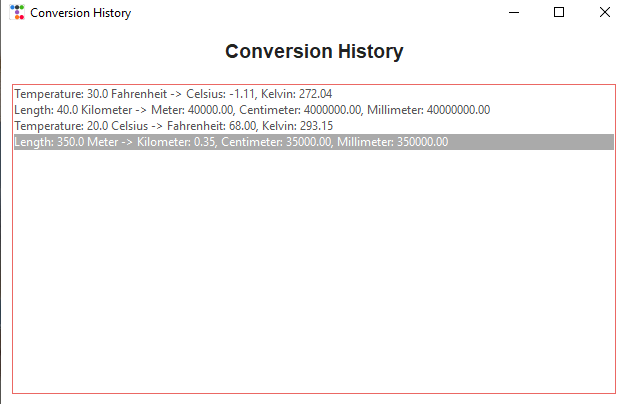 Conversion History
Conversion History
Temperature: 30.0 Fahrenheit -> Celsius: -1.11, Kelvin: 272.04
Length: 40.0 Kilometer -> Meter: 40000.00, Centimeter: 4000000.00, Millimeter: 40000000.00
Temperature: 20.0 Celsius -> Fahrenheit: 68.00, Kelvin: 293.15
Length: 350.0 Meter -> Kilometer: 0.35, Centimeter: 35000.00, Millimeter: 350000.00